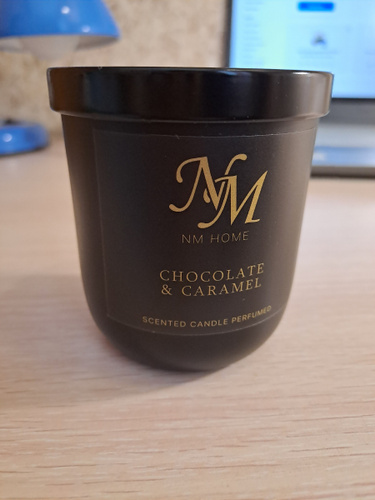 NM
NM HOME
CHOCOLATE
& CARAMEL
SCENTED CANDLE PERFUMED